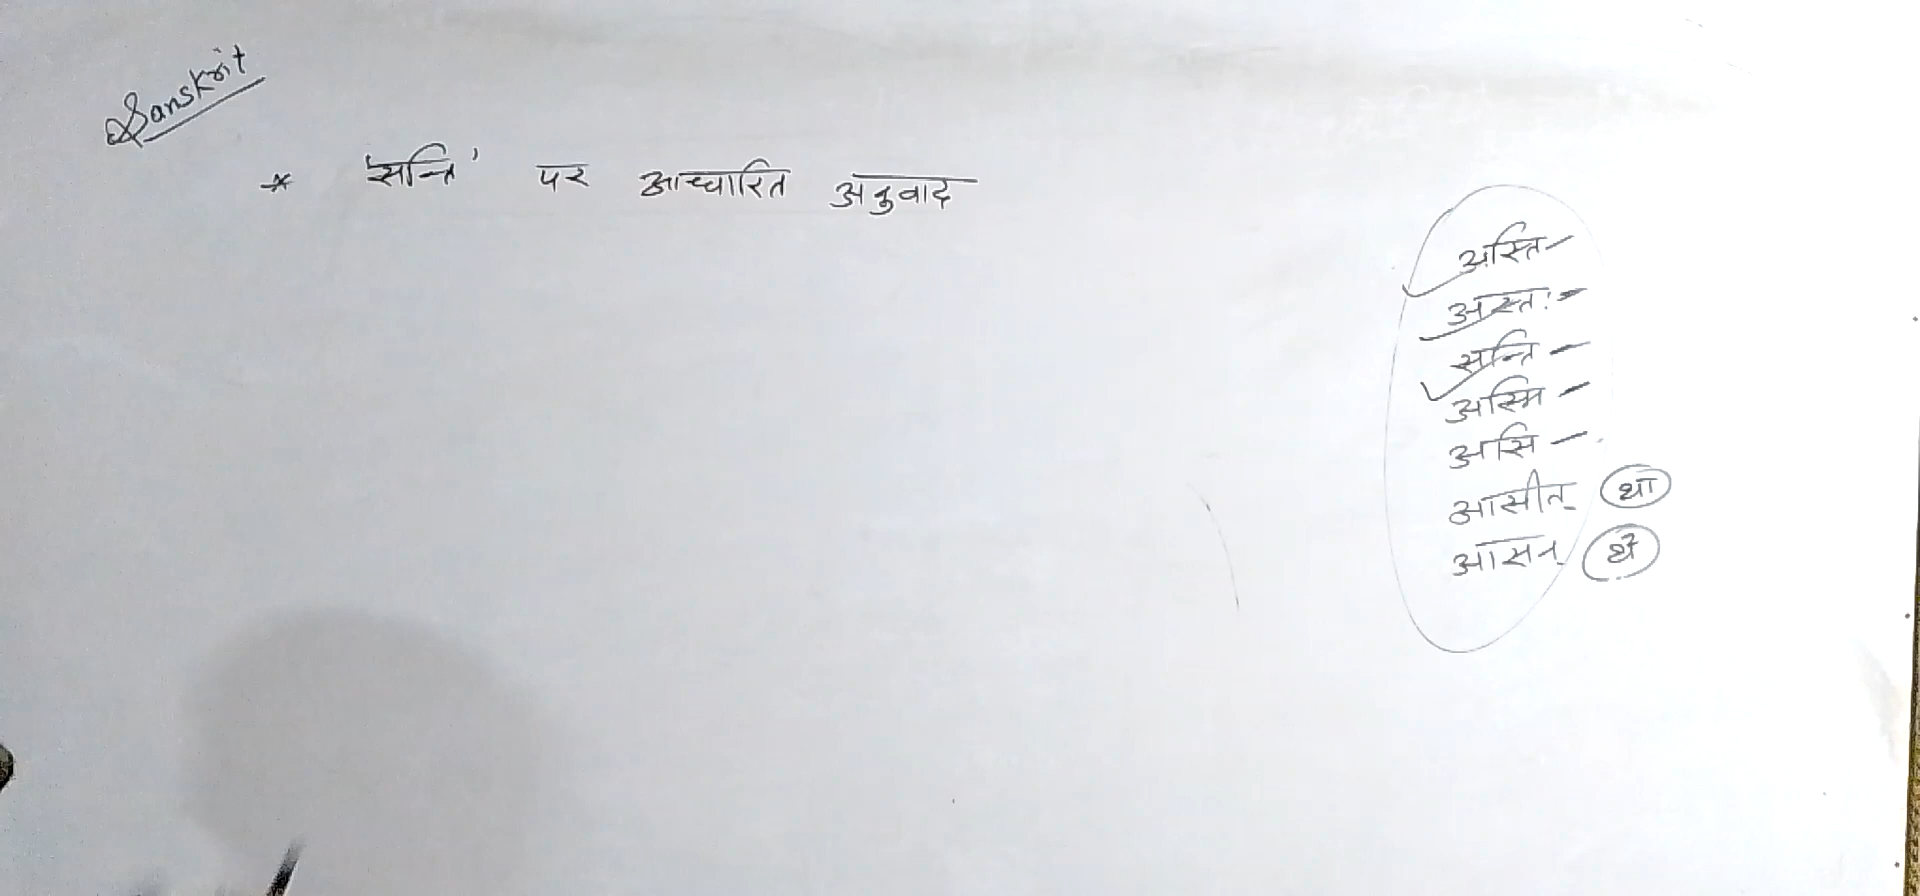 Sanskrit
* 'सन्ति' पर आधारित अनुवाद
अस्ति -
अस्तः -
सन्ति -
अस्मि -
असि -
आसीत् था
आसन् थे